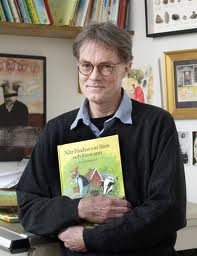 När Findus var liten
och försvann